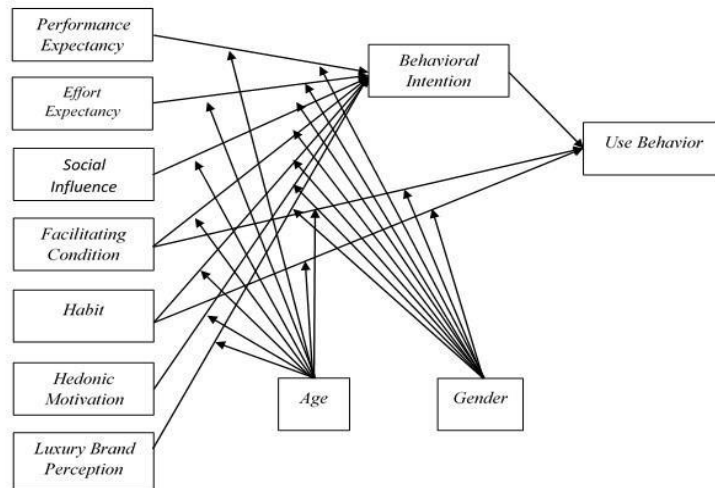 Performance
Expectancy
Behavioral
Intention
Effort
Expectancy
Use Behavior
Social
Influence
Facilitating
Condition
Habit
Hedonic
Motivation
Age
Gender
Luxury Brand
Perception